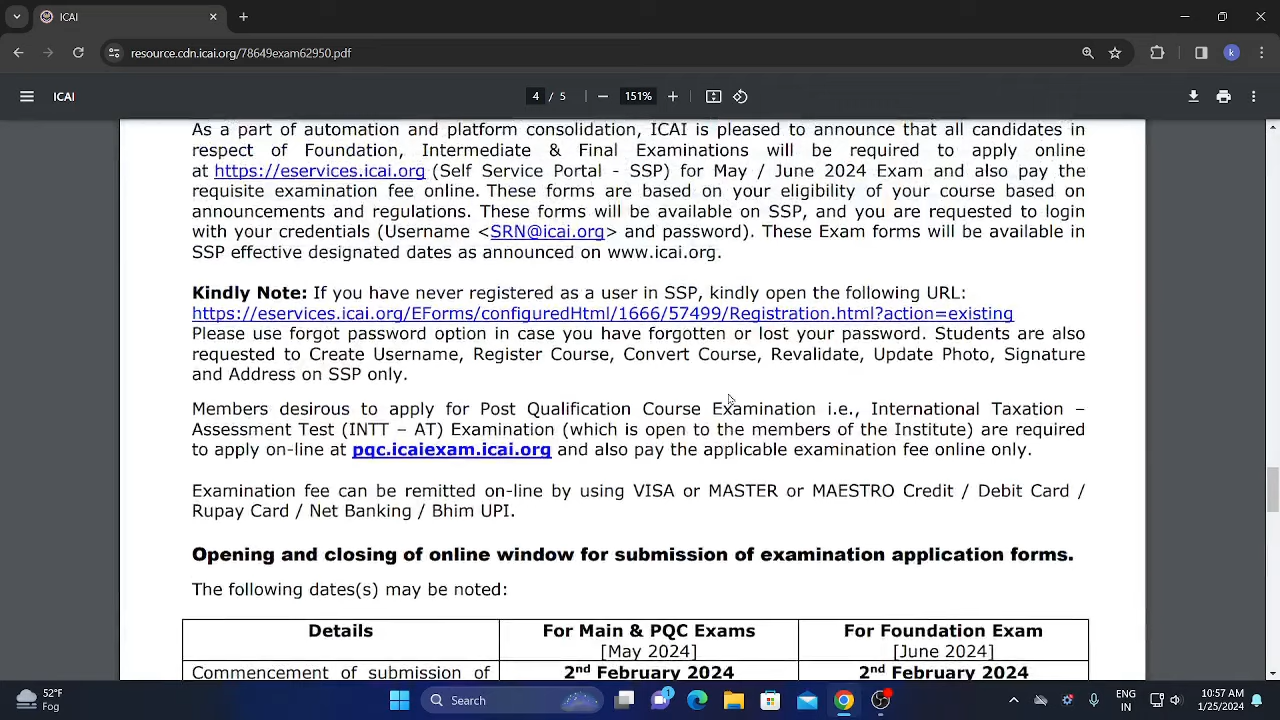 ICAI
resource.cdn.icai.org/78649exam62950.pdf
k
ICAI
4 / 5
151%
As a part of automation and platform consolidation, ICAI is pleased to announce that all candidates in
respect of Foundation, Intermediate & Final Examinations will be required to apply online
at https://eservices.icai.org (Self Service Portal - SSP) for May / June 2024 Exam and also pay the
requisite examination fee online. These forms are based on your eligibility of your course based on
announcements and regulations. These forms will be available on SSP, and you are requested to login
with your credentials (Username <SRN@icai.org> and password). These Exam forms will be available in
SSP effective designated dates as announced on www.icai.org.
Kindly Note: If you have never registered as a user in SSP, kindly open the following URL:
https://eservices.icai.org/EForms/configuredHtml/1666/57499/Registration.html?action=existing
Please use forgot password option in case you have forgotten or lost your password. Students are also
requested to Create Username, Register Course, Convert Course, Revalidate, Update Photo, Signature
and Address on SSP only.
Members desirous to apply for Post Qualification Course Examination i.e., International Taxation –
Assessment Test (INTT – AT) Examination (which is open to the members of the Institute) are required
to apply on-line at pqc.icaiexam.icai.org and also pay the applicable examination fee online only.
Examination fee can be remitted on-line by using VISA or MASTER or MAESTRO Credit / Debit Card /
Rupay Card / Net Banking / Bhim UPI.
Opening and closing of online window for submission of examination application forms.
The following dates(s) may be noted:
Details For Main & PQC Exams For Foundation Exam
[May 2024] [June 2024]
Commencement of submission of 2nd February 2024 2nd February 2024
52°F
Fog
Search
1
ENG
IN
10:57 AM
1/25/2024